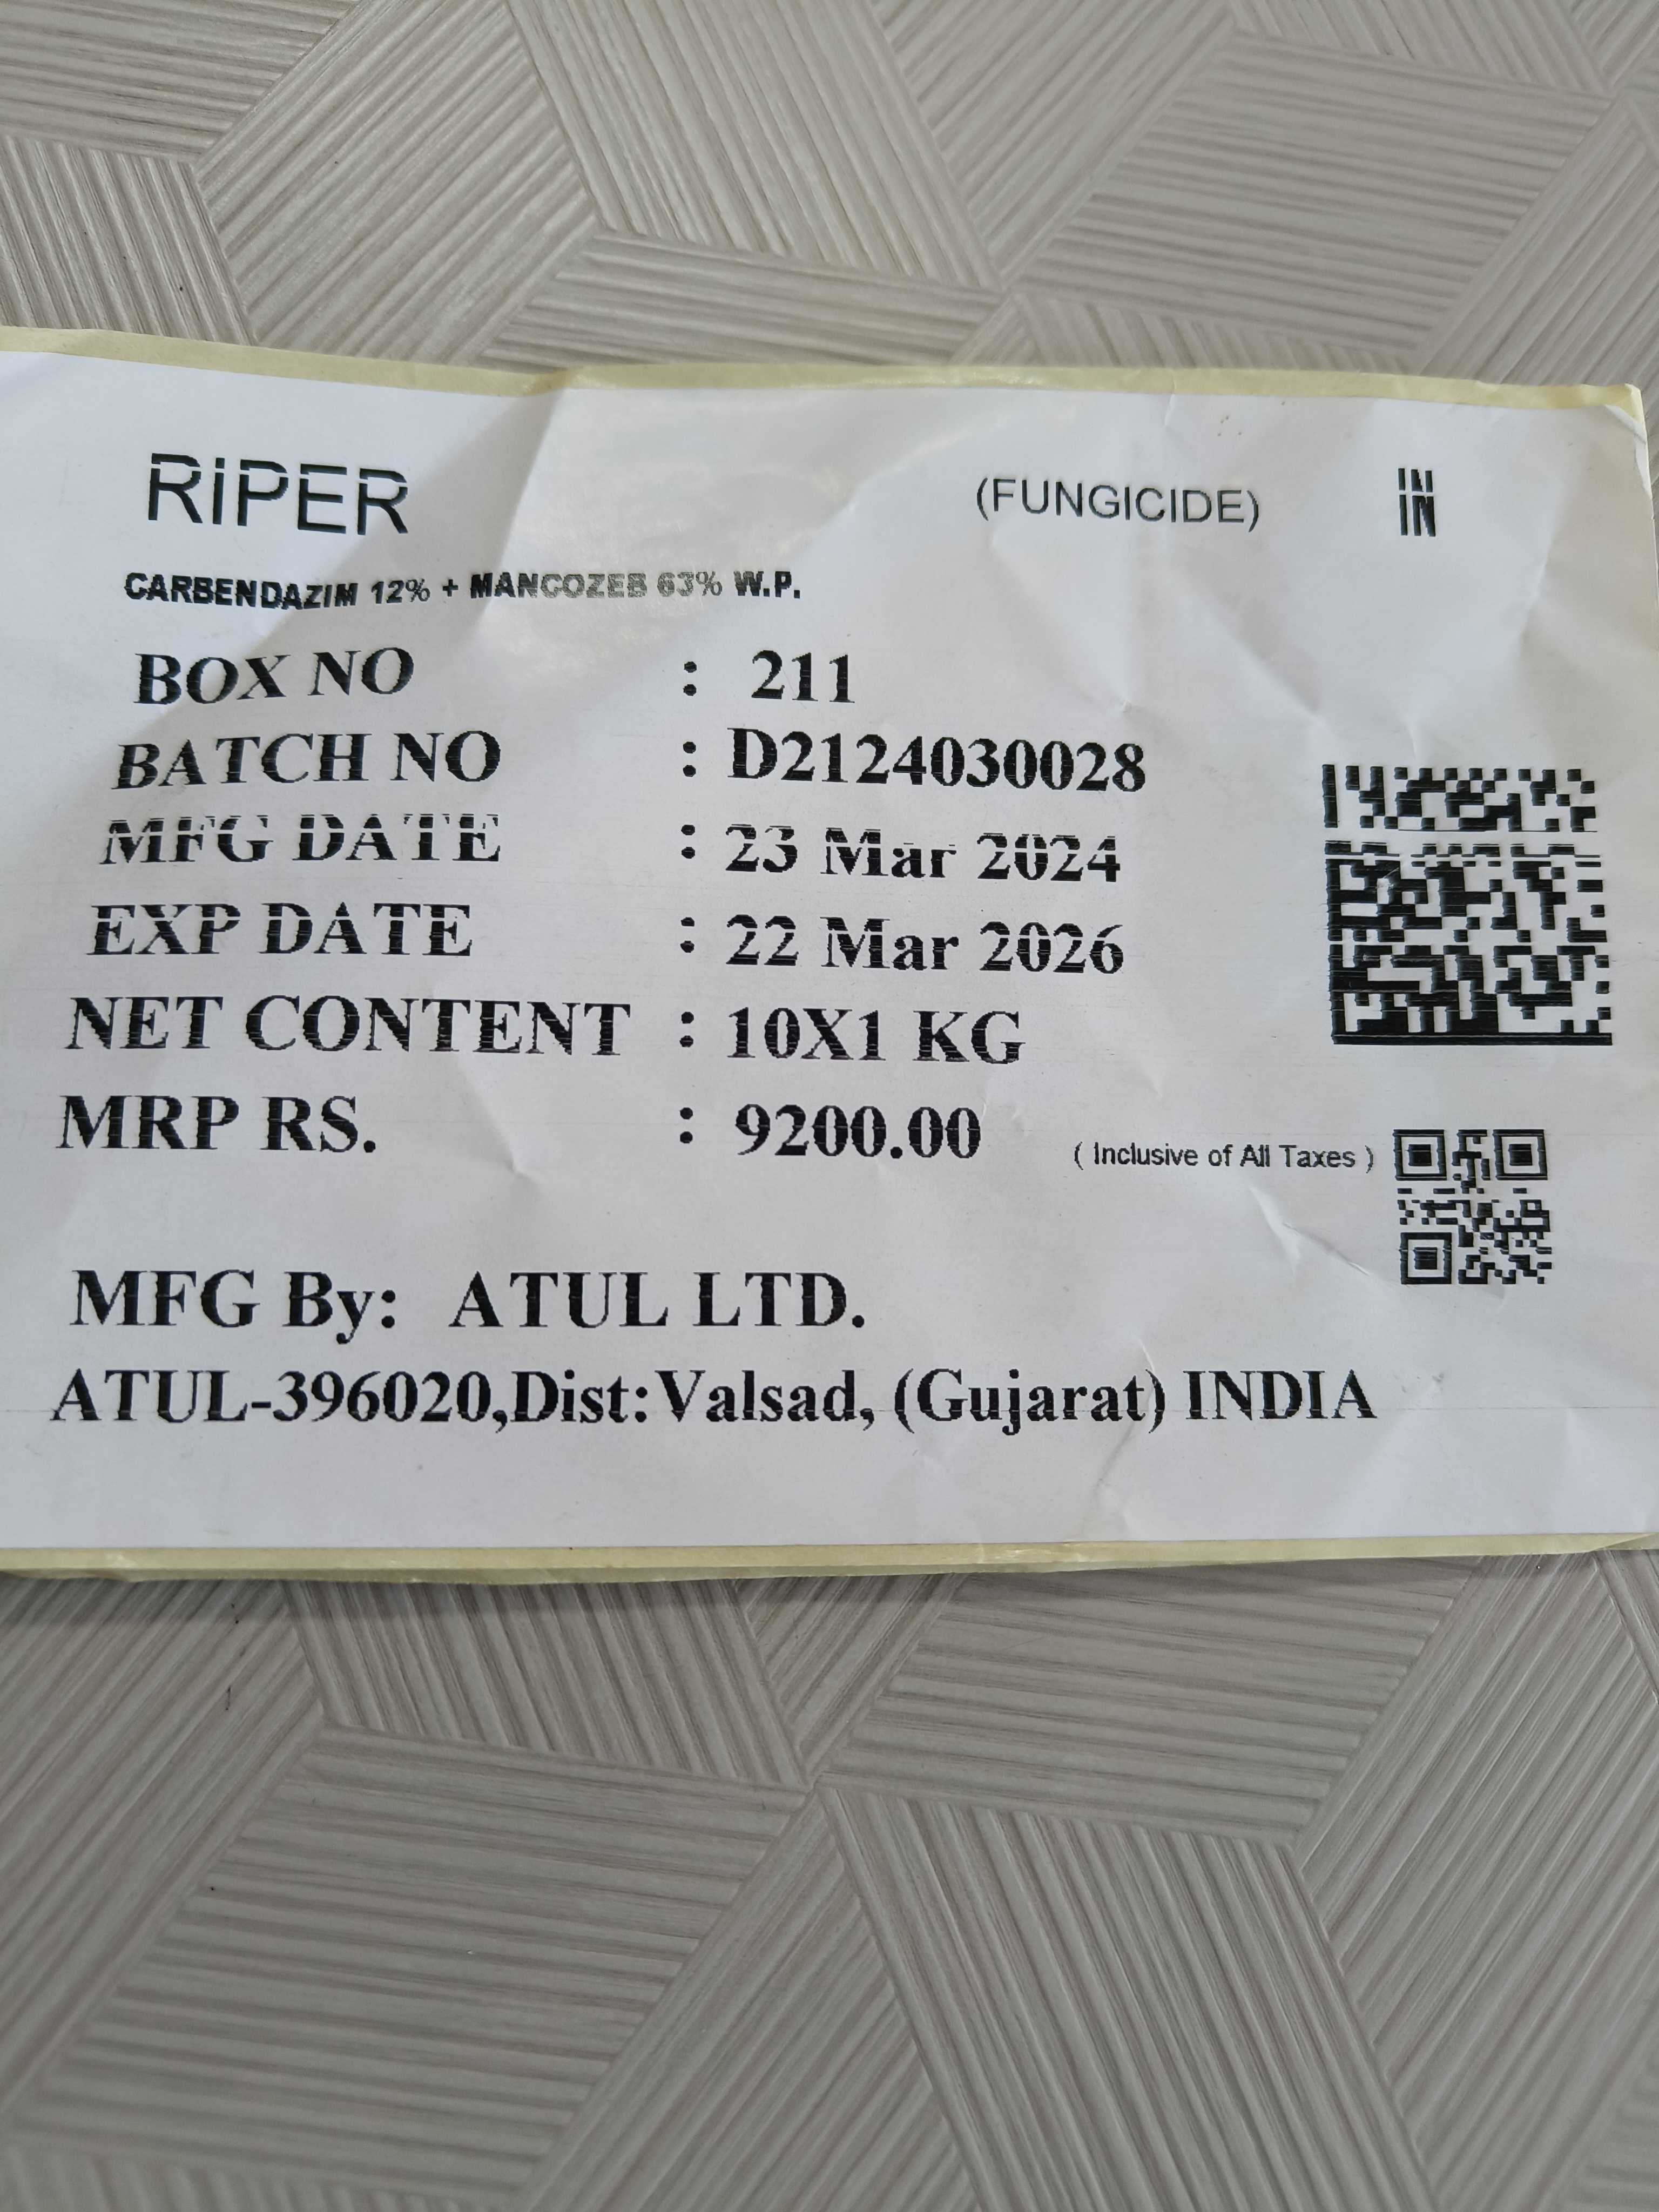 RiPER (FUNGICIDE) IN
CARBENDAZIM 12% + MANCOZEB 63% W.P.
BOX NO : 211
BATCH NO : D2124030028
MFG DATE : 23 Mar 2024
EXP DATE : 22 Mar 2026
NET CONTENT : 10X1 KG
MRP RS. : 9200.00 ( Inclusive of All Taxes )
MFG By: ATUL LTD.
ATUL-396020,Dist:Valsad, (Gujarat) INDIA